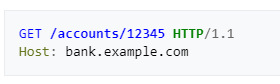 GET /accounts/12345 HTTP/1.1
Host: bank.example.com